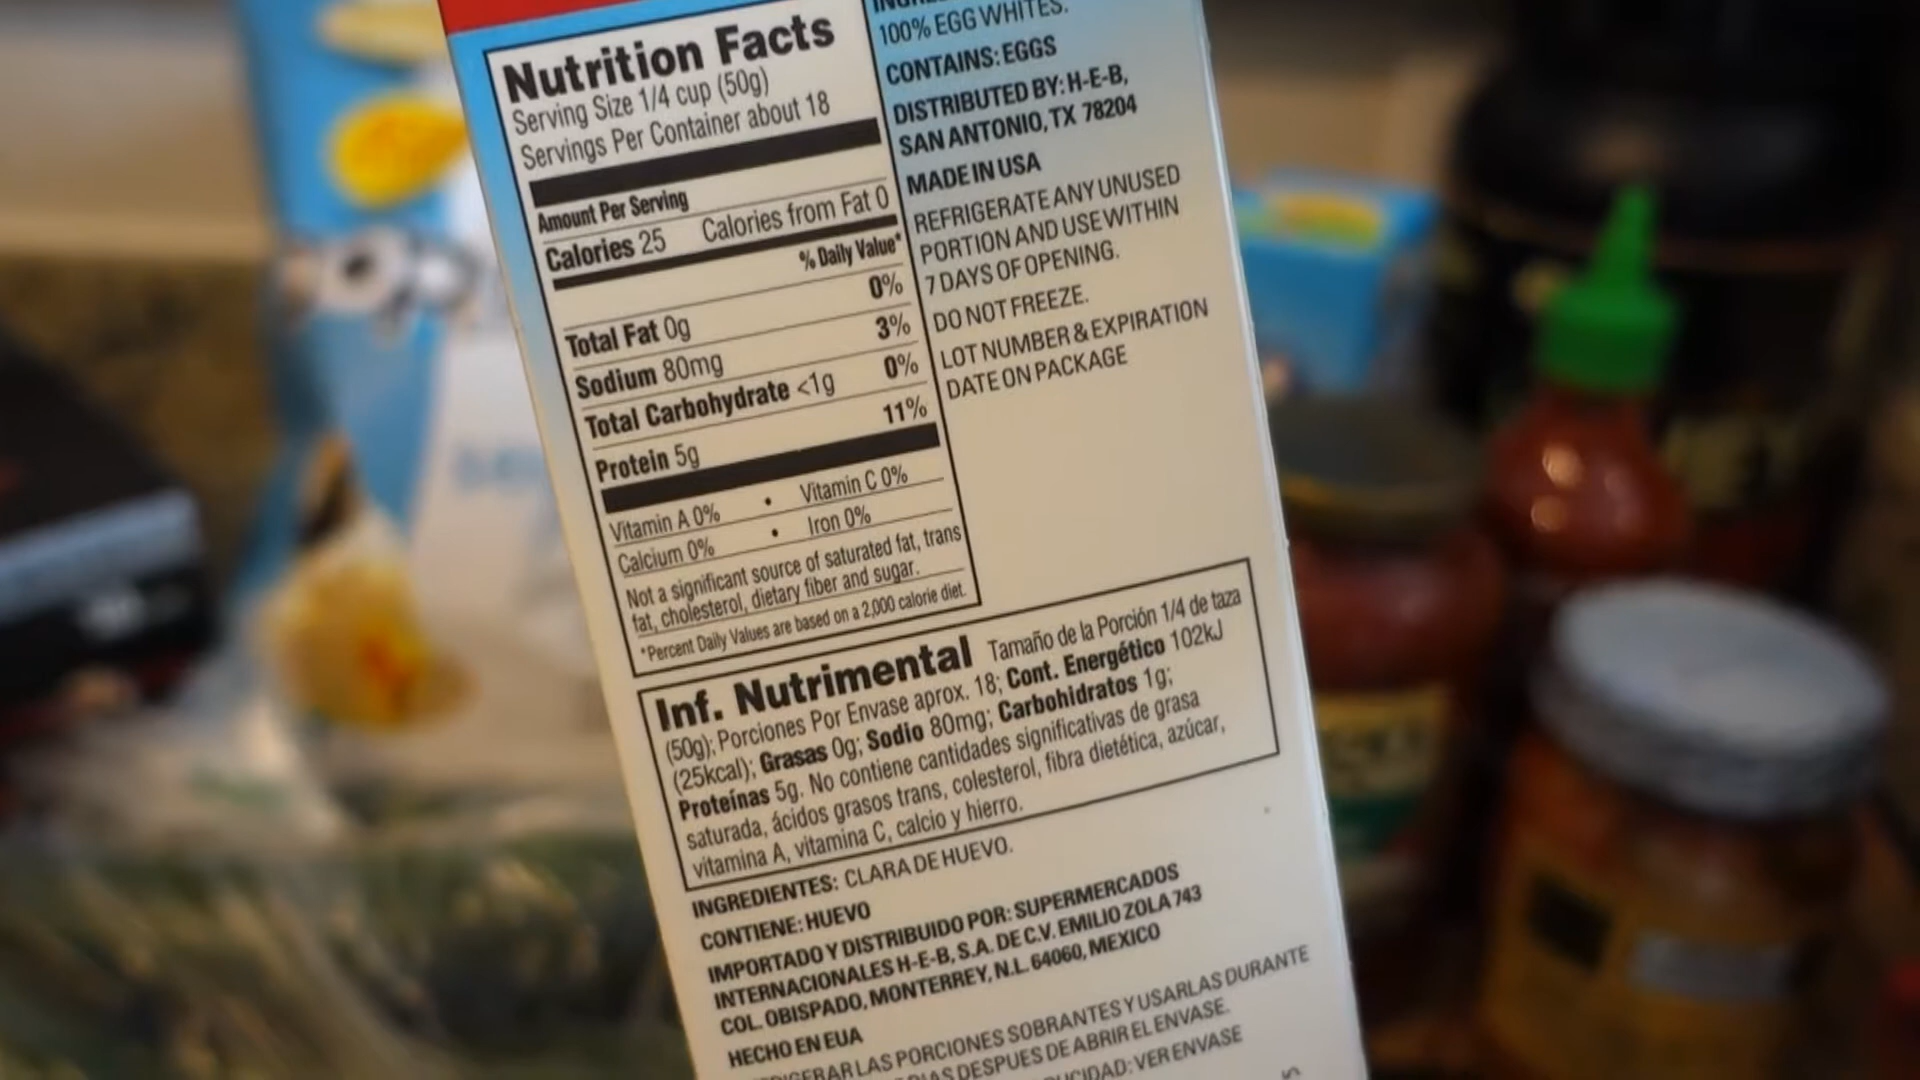 Nutrition Facts
Serving Size 1/4 cup (50g)
Servings Per Container about 18
Amount Per Serving
Calories 25 Calories from Fat 0
% Daily Value*
Total Fat 0g 0%
Sodium 80mg 3%
Total Carbohydrate <1g 0%
Protein 5g 11%
Vitamin A 0% • Vitamin C 0%
Calcium 0% • Iron 0%
Not a significant source of saturated fat, trans
fat, cholesterol, dietary fiber and sugar.
*Percent Daily Values are based on a 2,000 calorie diet.
100% EGG WHITES.
CONTAINS: EGGS
DISTRIBUTED BY: H-E-B,
SAN ANTONIO, TX 78204
MADE IN USA
REFRIGERATE ANY UNUSED
PORTION AND USE WITHIN
7 DAYS OF OPENING.
DO NOT FREEZE.
LOT NUMBER & EXPIRATION
DATE ON PACKAGE
Inf. Nutrimental Tamaño de la Porción 1/4 de taza
(50g); Porciones Por Envase aprox. 18; Cont. Energético 102kJ
(25kcal); Grasas 0g; Sodio 80mg; Carbohidratos 1g;
Proteínas 5g. No contiene cantidades significativas de grasa
saturada, ácidos grasos trans, colesterol, fibra dietética, azúcar,
vitamina A, vitamina C, calcio y hierro.
INGREDIENTES: CLARA DE HUEVO.
CONTIENE: HUEVO
IMPORTADO Y DISTRIBUIDO POR: SUPERMERCADOS
INTERNACIONALES H-E-B, S.A. DE C.V. EMILIO ZOLA 743
COL. OBISPADO, MONTERREY, N.L. 64060, MEXICO
HECHO EN EUA
LAS PORCIONES SOBRANTES Y USARLAS DURANTE
DESPUES DE ABRIR EL ENVASE.
VER ENVASE